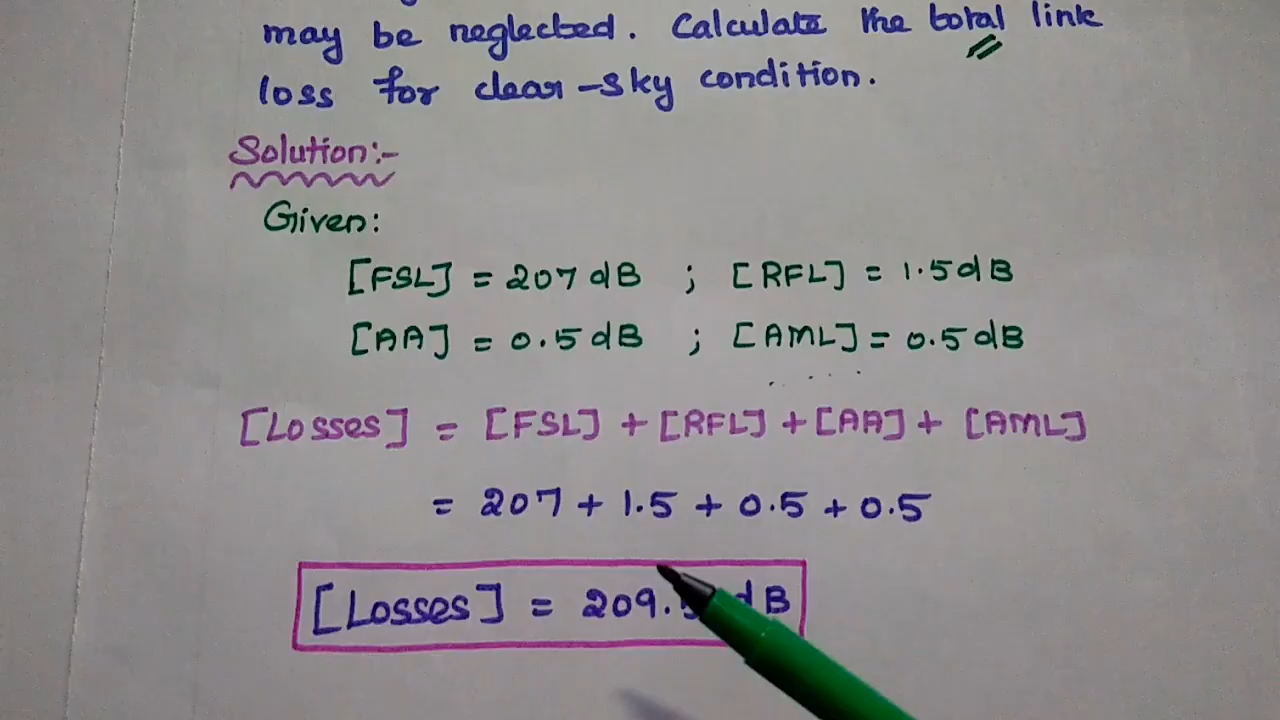 may be neglected. Calculate the total link
loss for clear-sky condition.
Solution:-
Given:
[FSL] = 207 dB ; [RFL] = 1.5 dB
[AA] = 0.5 dB ; [AML] = 0.5 dB
[Losses] = [FSL] + [RFL] + [AA] + [AML]
= 207 + 1.5 + 0.5 + 0.5
[Losses] = 209.5 dB